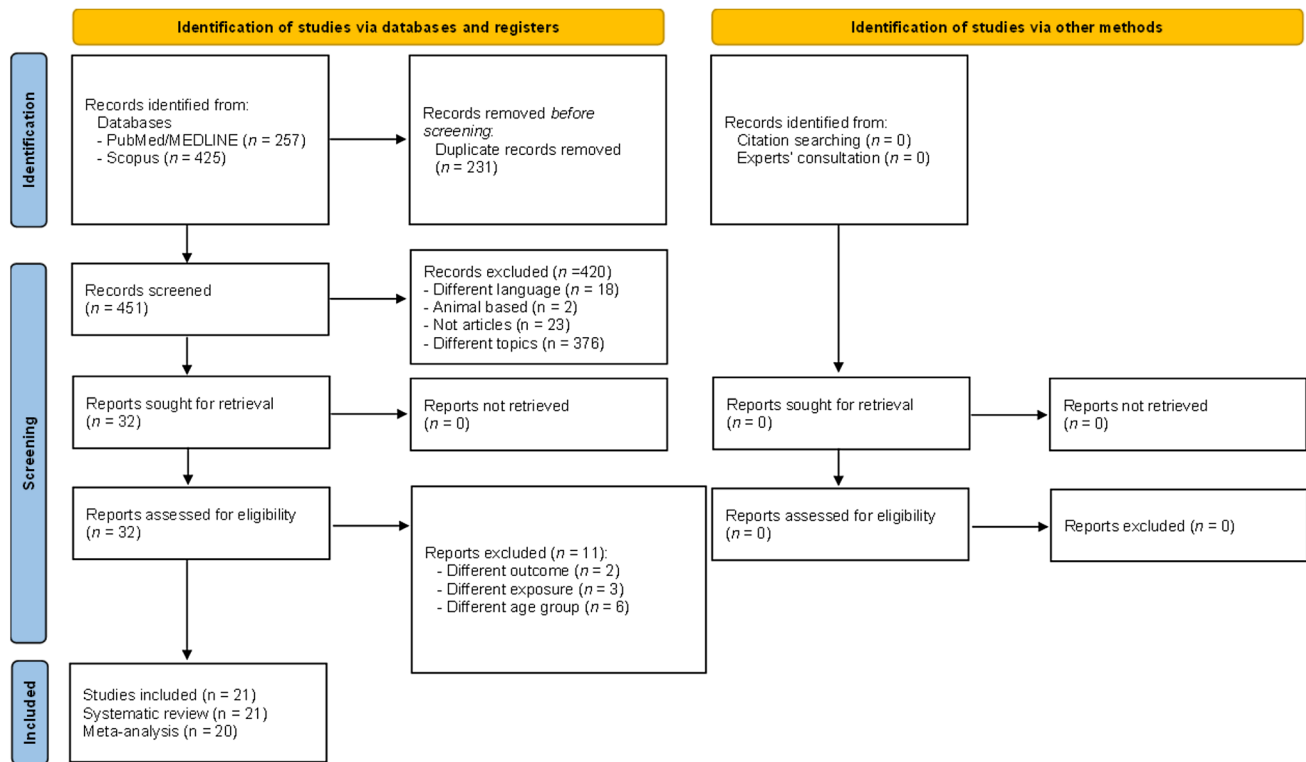 Identification of studies via databases and registers
Identification of studies via other methods
Identification
Records identified from:
Databases
- PubMed/MEDLINE (n = 257)
- Scopus (n = 425)
Records removed before
screening:
Duplicate records removed
(n = 231)
Records identified from:
Citation searching (n = 0)
Experts' consultation (n = 0)
Screening
Records screened
(n = 451)
Records excluded (n =420)
- Different language (n = 18)
- Animal based (n = 2)
- Not articles (n = 23)
- Different topics (n = 376)
Reports sought for retrieval
(n = 32)
Reports not retrieved
(n = 0)
Reports sought for retrieval
(n = 0)
Reports not retrieved
(n = 0)
Reports assessed for eligibility
(n = 32)
Reports excluded (n = 11):
- Different outcome (n = 2)
- Different exposure (n = 3)
- Different age group (n = 6)
Reports assessed for eligibility
(n = 0)
Reports excluded (n = 0)
Included
Studies included (n = 21)
Systematic review (n = 21)
Meta-analysis (n = 20)